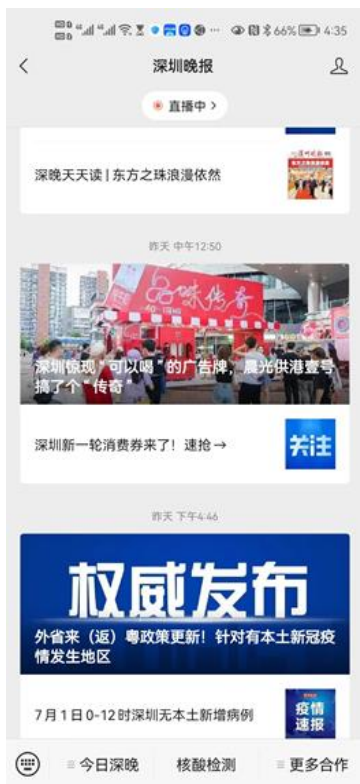 66% 4:35
深圳晚报
直播中 >
深晚天天读 | 东方之珠浪漫依然
昨天 中午12:50
品味传奇
深圳惊现“可以喝”的广告牌，晨光供港壹号
搞了个“传奇”
深圳新一轮消费券来了！速抢→
关注
昨天 下午4:46
权威发布
外省来（返）粤政策更新！针对有本土新冠疫
情发生地区
7月1日0-12时深圳无本土新增病例
疫情
速报
今日深晚 核酸检测 更多合作